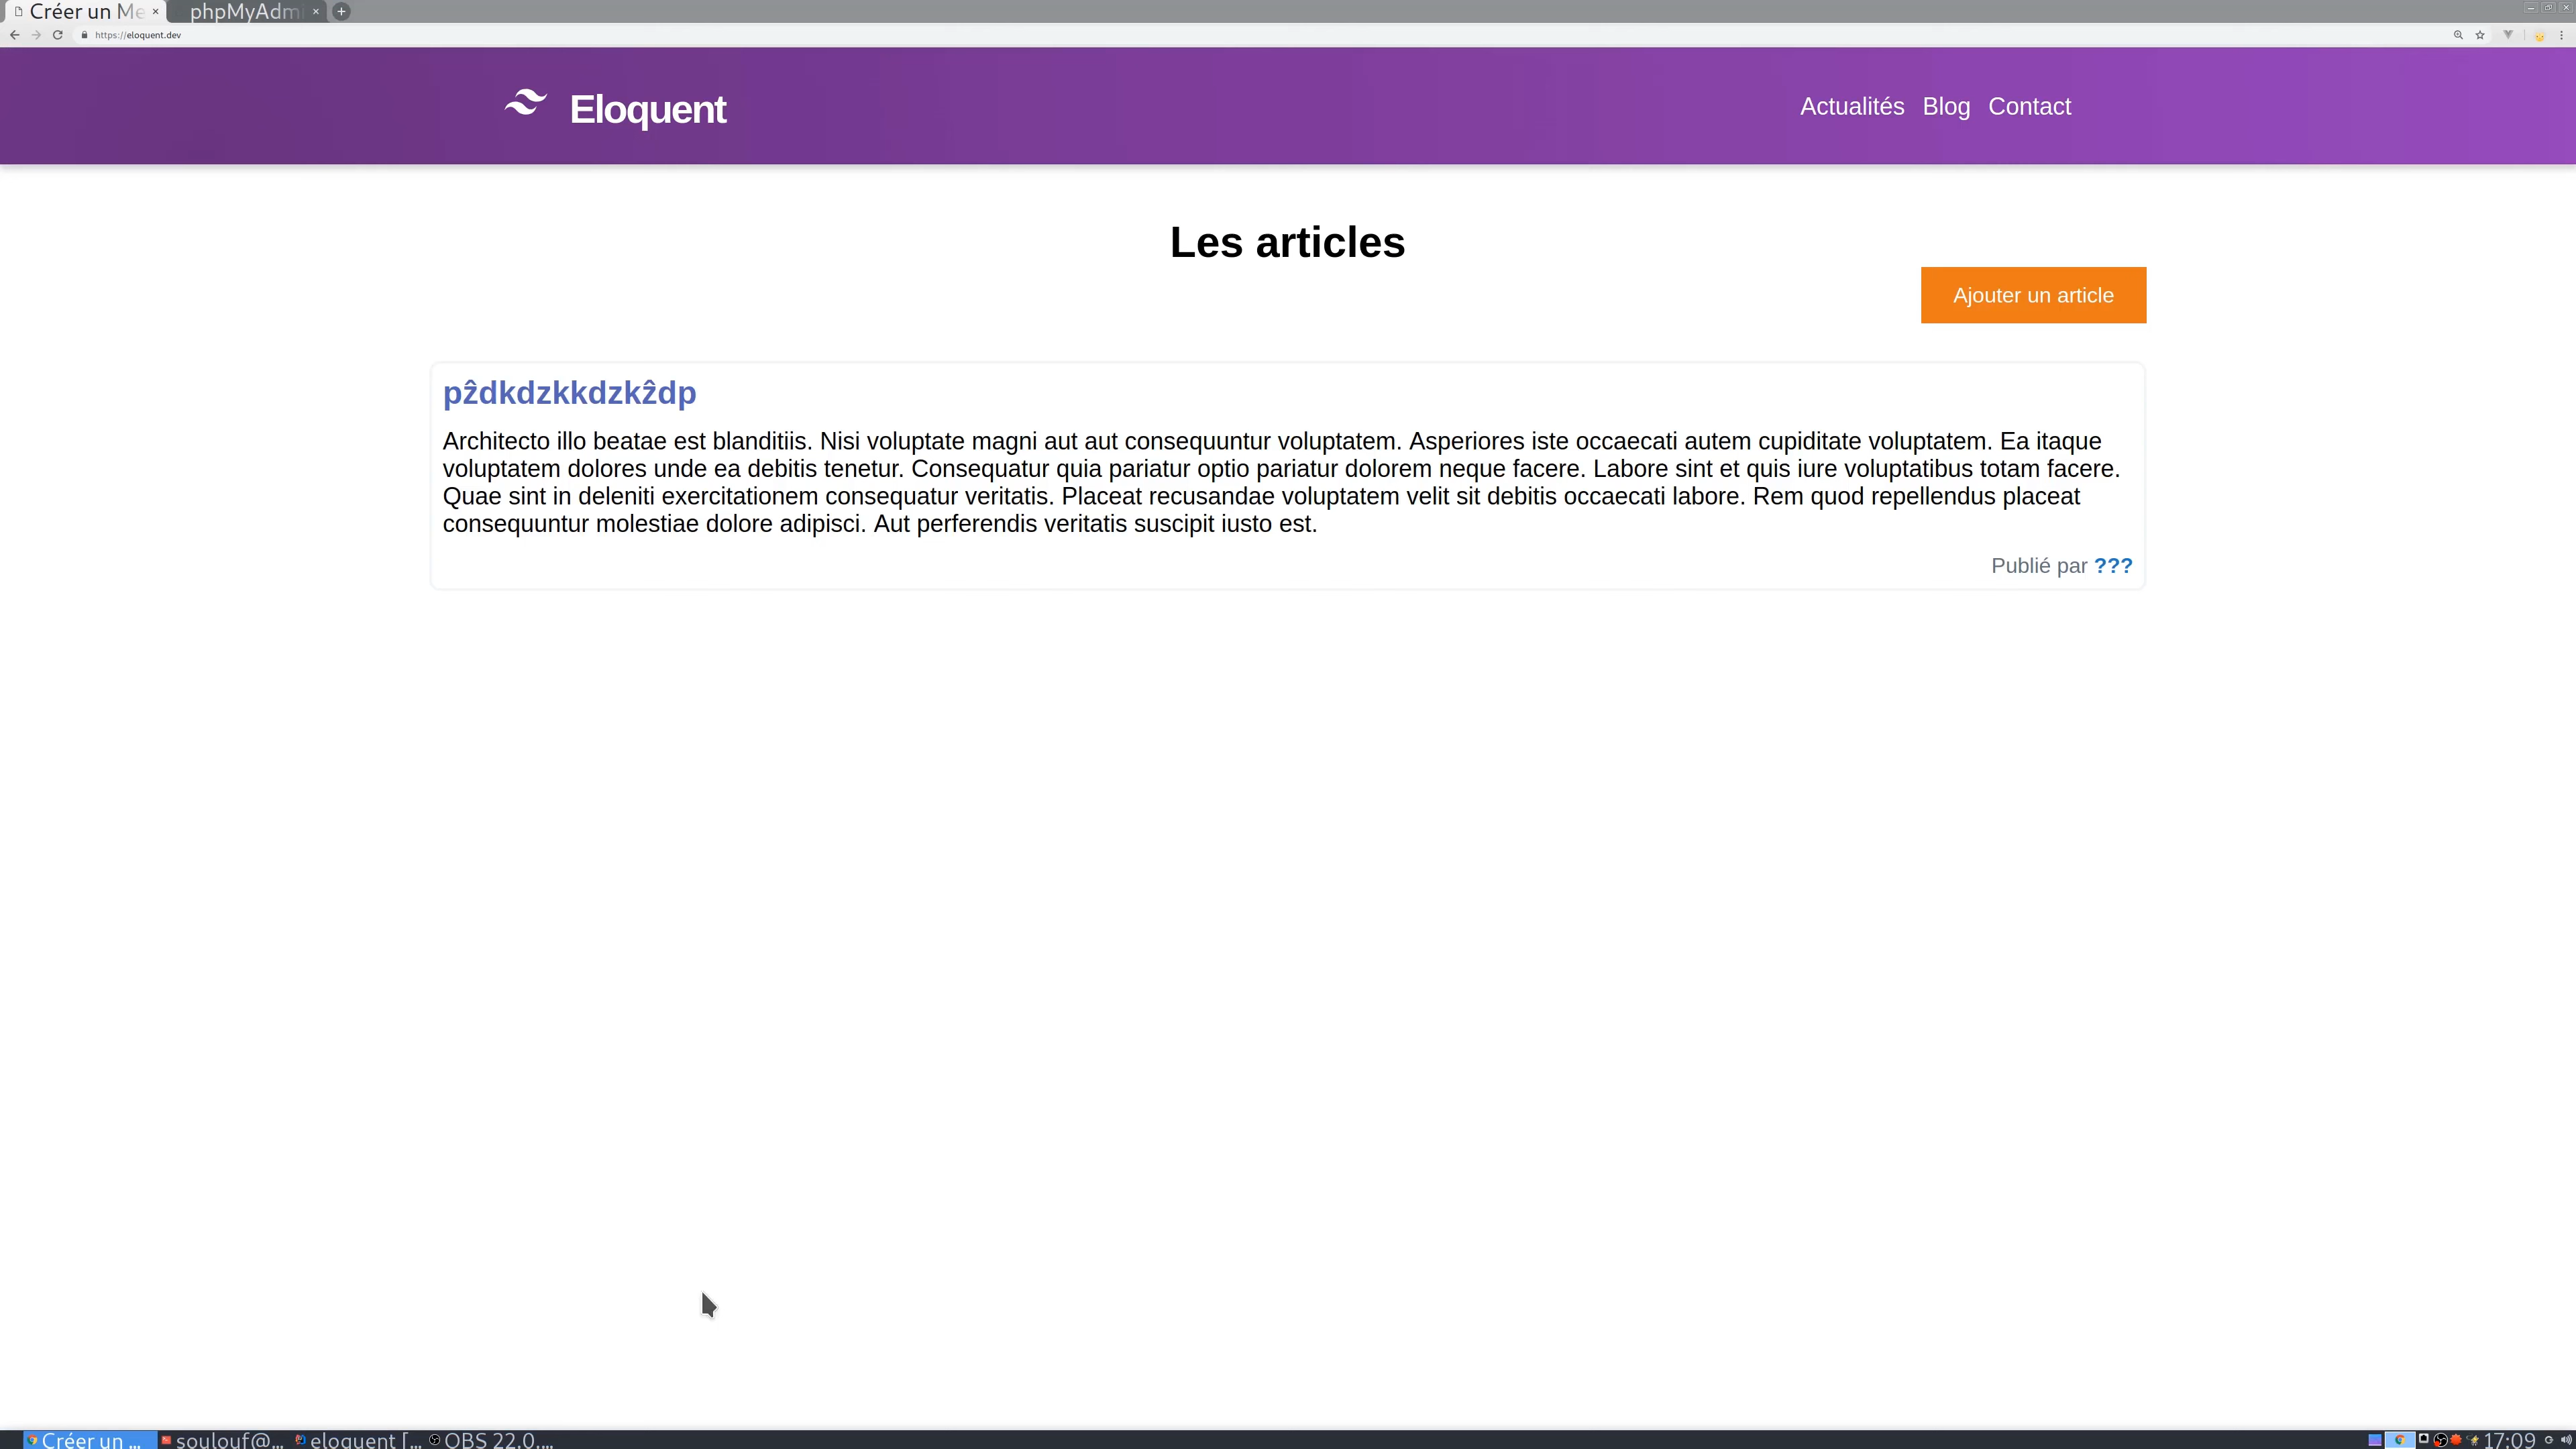 Créer un Me
phpMyAdm
https://eloquent.dev
Eloquent
Actualités Blog Contact
Les articles
Ajouter un article
pẑdkdzkkdzkẑdp
Architecto illo beatae est blanditiis. Nisi voluptate magni aut aut consequuntur voluptatem. Asperiores iste occaecati autem cupiditate voluptatem. Ea itaque
voluptatem dolores unde ea debitis tenetur. Consequatur quia pariatur optio pariatur dolorem neque facere. Labore sint et quis iure voluptatibus totam facere.
Quae sint in deleniti exercitationem consequatur veritatis. Placeat recusandae voluptatem velit sit debitis occaecati labore. Rem quod repellendus placeat
consequuntur molestiae dolore adipisci. Aut perferendis veritatis suscipit iusto est.
Publié par ???
Créer un ... soulouf@... eloquent [... OBS 22.0.... 17:09